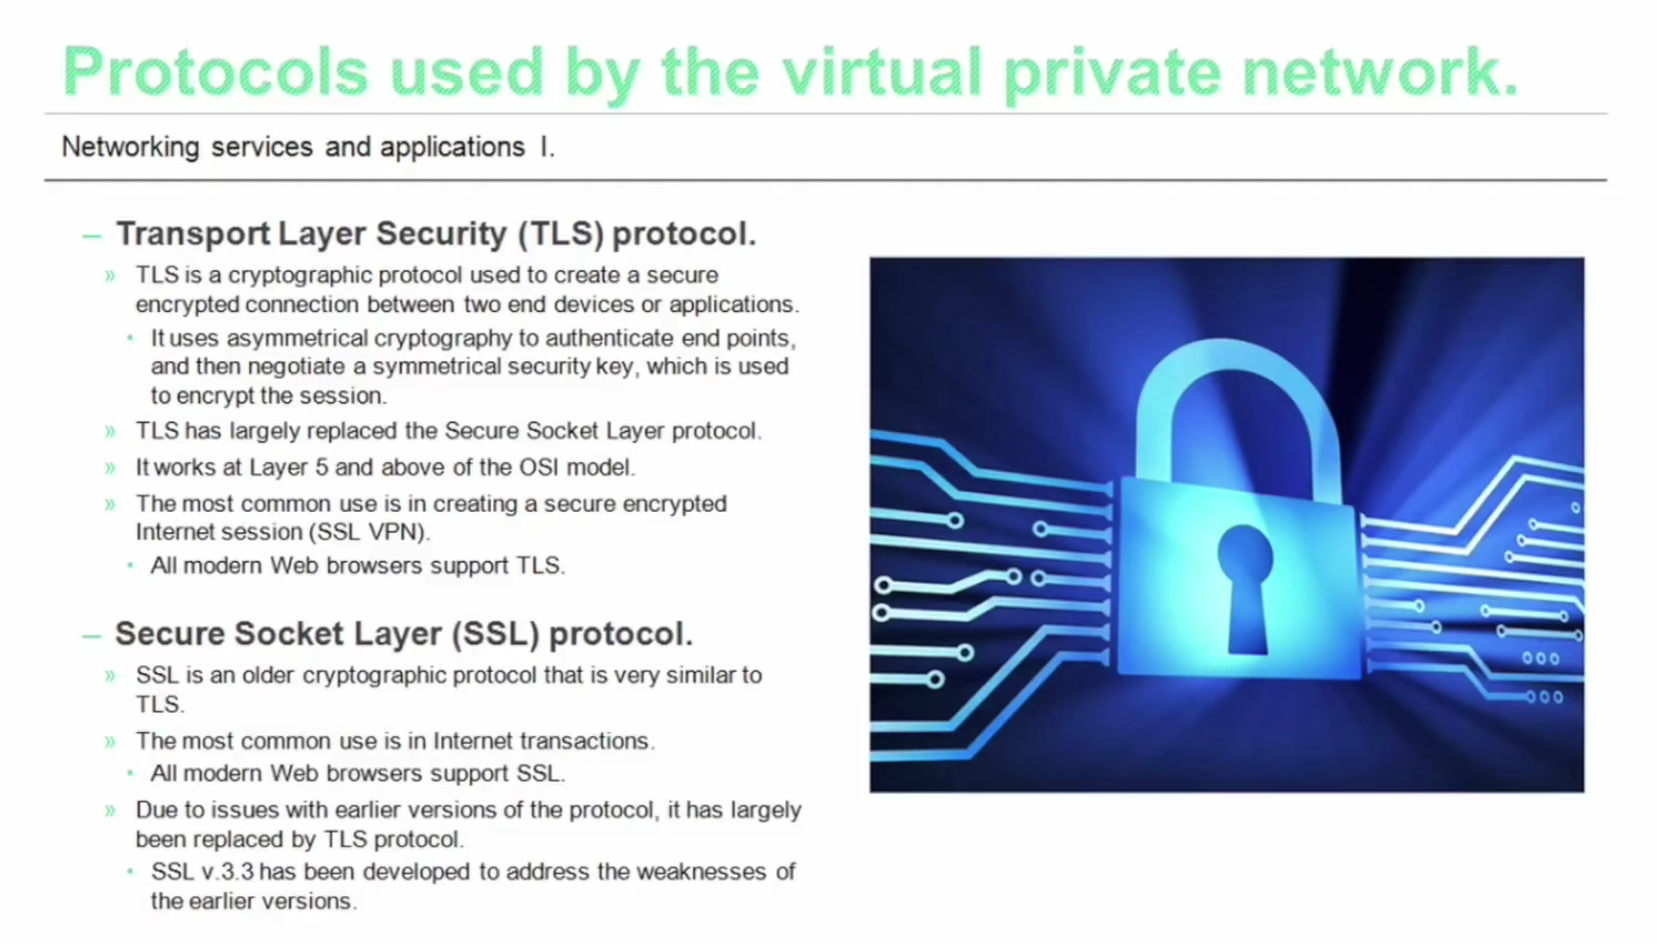 Protocols used by the virtual private network.
Networking services and applications I.
– Transport Layer Security (TLS) protocol.
» TLS is a cryptographic protocol used to create a secure
encrypted connection between two end devices or applications.
• It uses asymmetrical cryptography to authenticate end points,
and then negotiate a symmetrical security key, which is used
to encrypt the session.
» TLS has largely replaced the Secure Socket Layer protocol.
» It works at Layer 5 and above of the OSI model.
» The most common use is in creating a secure encrypted
Internet session (SSL VPN).
• All modern Web browsers support TLS.
– Secure Socket Layer (SSL) protocol.
» SSL is an older cryptographic protocol that is very similar to
TLS.
» The most common use is in Internet transactions.
• All modern Web browsers support SSL.
» Due to issues with earlier versions of the protocol, it has largely
been replaced by TLS protocol.
• SSL v.3.3 has been developed to address the weaknesses of
the earlier versions.